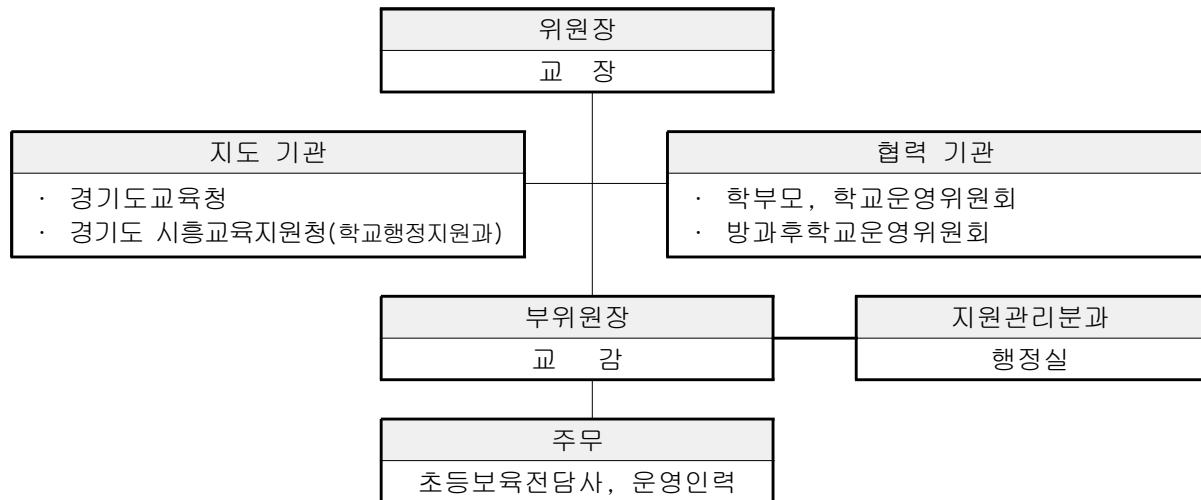 위원장
교 장
지도 기관
· 경기도교육청
· 경기도 시흥교육지원청(학교행정지원과)
협력 기관
· 학부모, 학교운영위원회
· 방과후학교운영위원회
부위원장
교 감
지원관리분과
행정실
주무
초등보육전담사, 운영인력